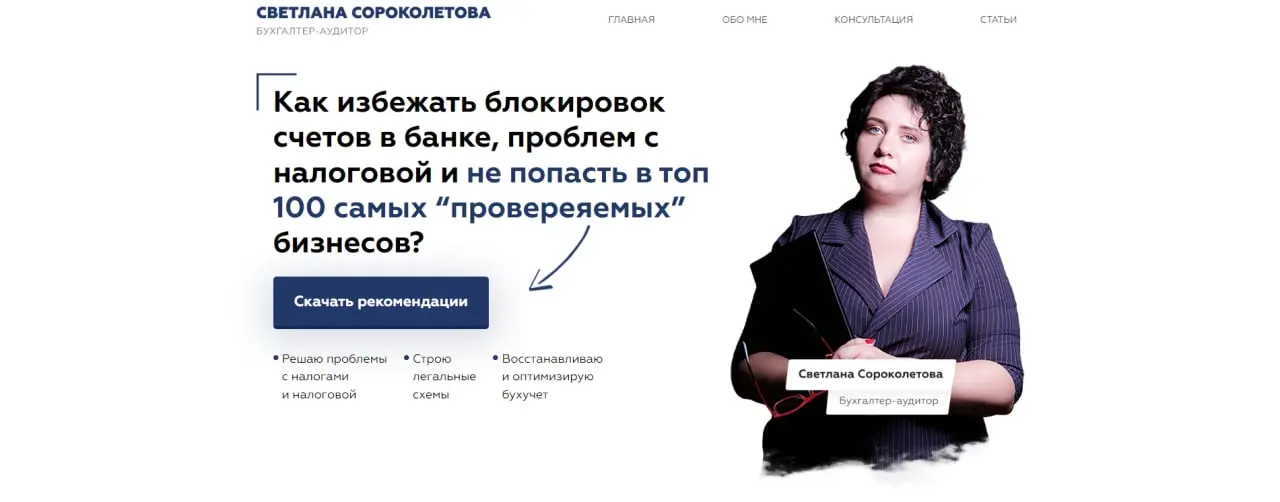 СВЕТЛАНА СОРОКОЛЕТОВА
БУХГАЛТЕР-АУДИТОР
ГЛАВНАЯ
ОБО МНЕ
КОНСУЛЬТАЦИЯ
СТАТЬИ
Как избежать блокировок
счетов в банке, проблем с
налоговой и не попасть в топ
100 самых “провереяемых”
бизнесов?
Скачать рекомендации
Решаю проблемы
с налогами
и налоговой
Строю
легальные
схемы
Восстанавливаю
и оптимизирую
бухучет
Светлана Сороколетова
Бухгалтер-аудитор